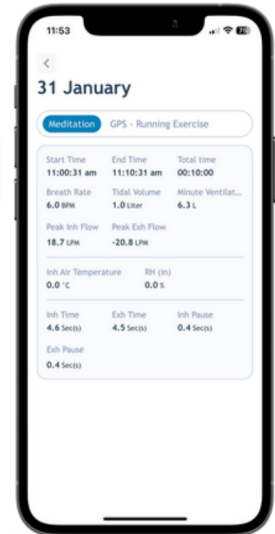 11:53
31 January
Meditation GPS - Running Exercise
Start Time End Time Total time
11:00:31 am 11:10:31 am 00:10:00
Breath Rate Tidal Volume Minute Ventilat...
6.0 BPM 1.0 Liter 6.3 L
Peak Inh Flow Peak Exh Flow
18.7 LPM -20.8 LPM
Inh Air Temperature RH (in)
0.0 °C 0.0 %
Inh Time Exh Time Inh Pause
4.6 Sec(s) 4.5 Sec(s) 0.4 Sec(s)
Exh Pause
0.4 Sec(s)